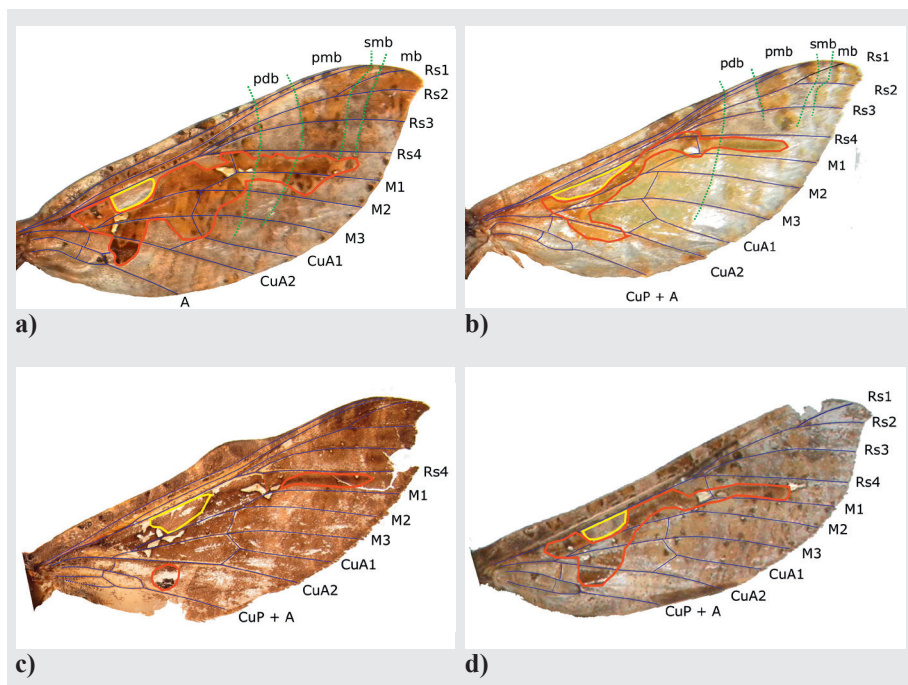 pdb pmb smb mb
Rs1
Rs2
Rs3
Rs4
M1
M2
M3
CuA1
CuA2
A
a)
pdb pmb smb mb
Rs1
Rs2
Rs3
Rs4
M1
M2
M3
CuA1
CuA2
CuP + A
b)
Rs4
M1
M2
M3
CuA1
CuA2
CuP + A
c)
Rs1
Rs2
Rs3
Rs4
M1
M2
M3
CuA1
CuA2
CuP + A
d)